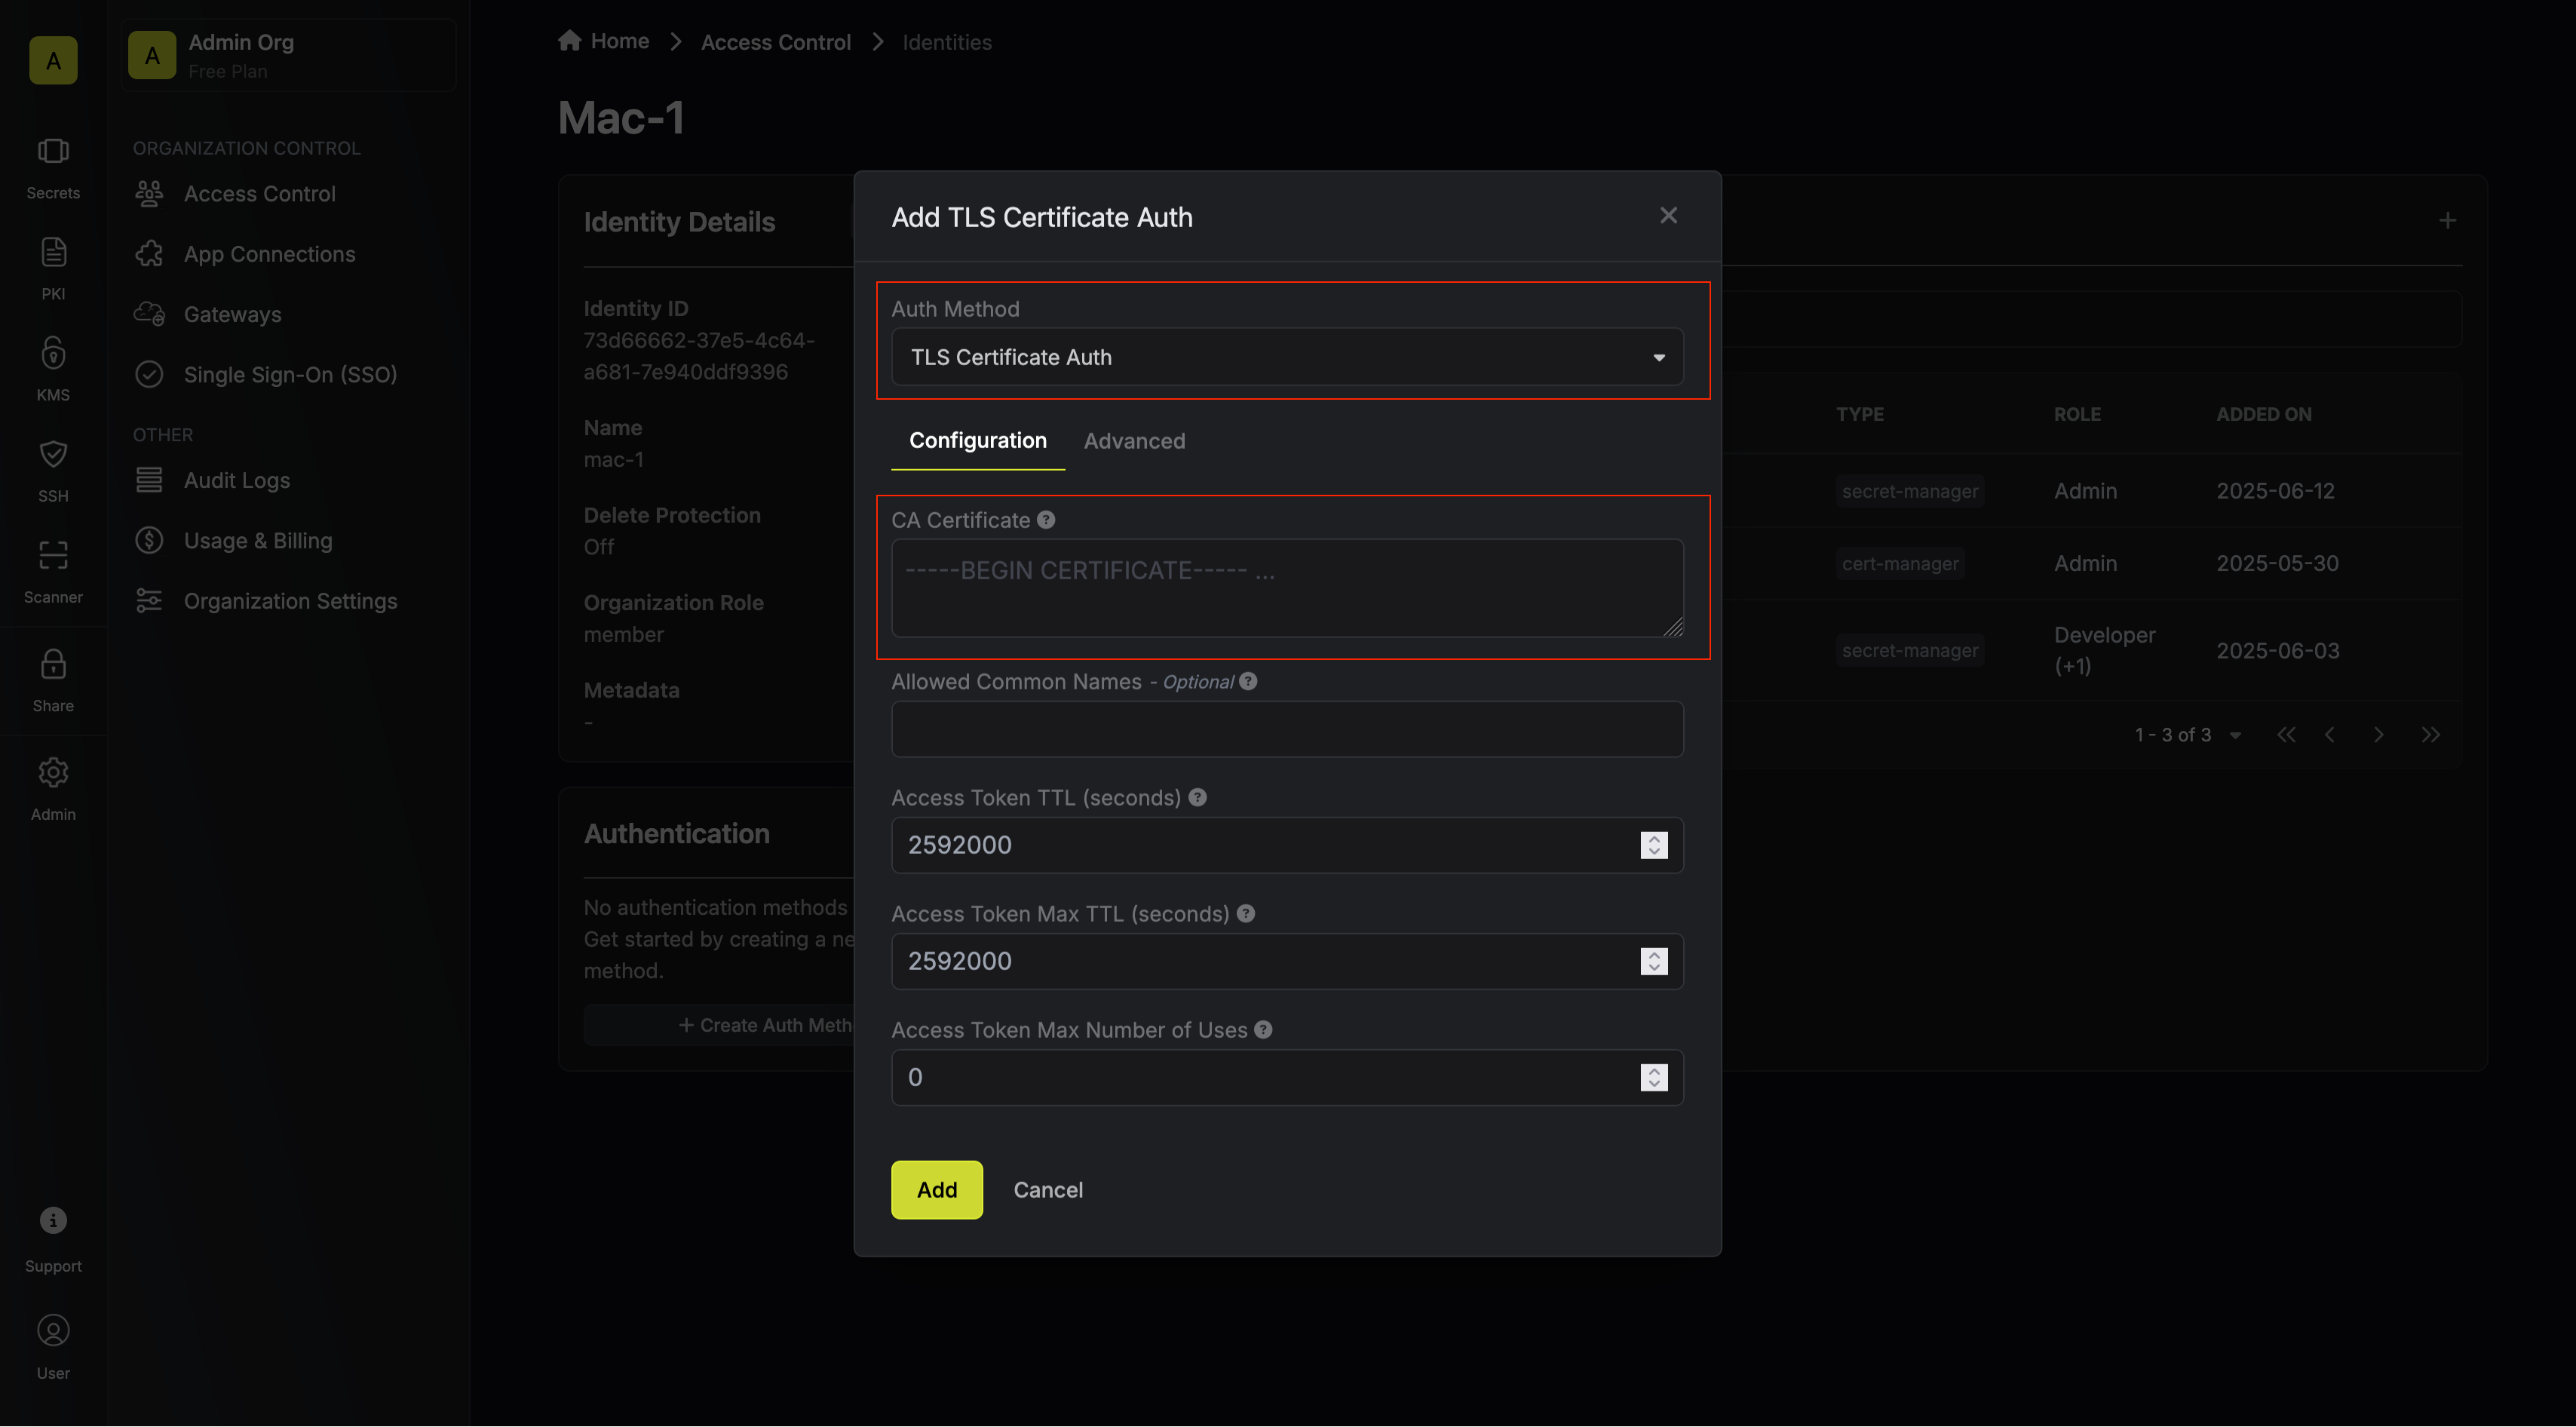 A
Secrets
PKI
KMS
SSH
Scanner
Share
Admin
Support
User
A
Admin Org
Free Plan
ORGANIZATION CONTROL
Access Control
App Connections
Gateways
Single Sign-On (SSO)
OTHER
Audit Logs
Usage & Billing
Organization Settings
Home
Access Control
Identities
Mac-1
Identity Details
Identity ID
73d66662-37e5-4c64-
a681-7e940ddf9396
Name
mac-1
Delete Protection
Off
Organization Role
member
Metadata
-
Authentication
No authentication methods
Get started by creating a ne
method.
+ Create Auth Meth
Add TLS Certificate Auth
Auth Method
TLS Certificate Auth
Configuration
Advanced
CA Certificate
-----BEGIN CERTIFICATE----- ...
Allowed Common Names - Optional
Access Token TTL (seconds)
2592000
Access Token Max TTL (seconds)
2592000
Access Token Max Number of Uses
0
Add
Cancel
TYPE ROLE ADDED ON
secret-manager Admin 2025-06-12
cert-manager Admin 2025-05-30
secret-manager Developer (+1) 2025-06-03
1 - 3 of 3